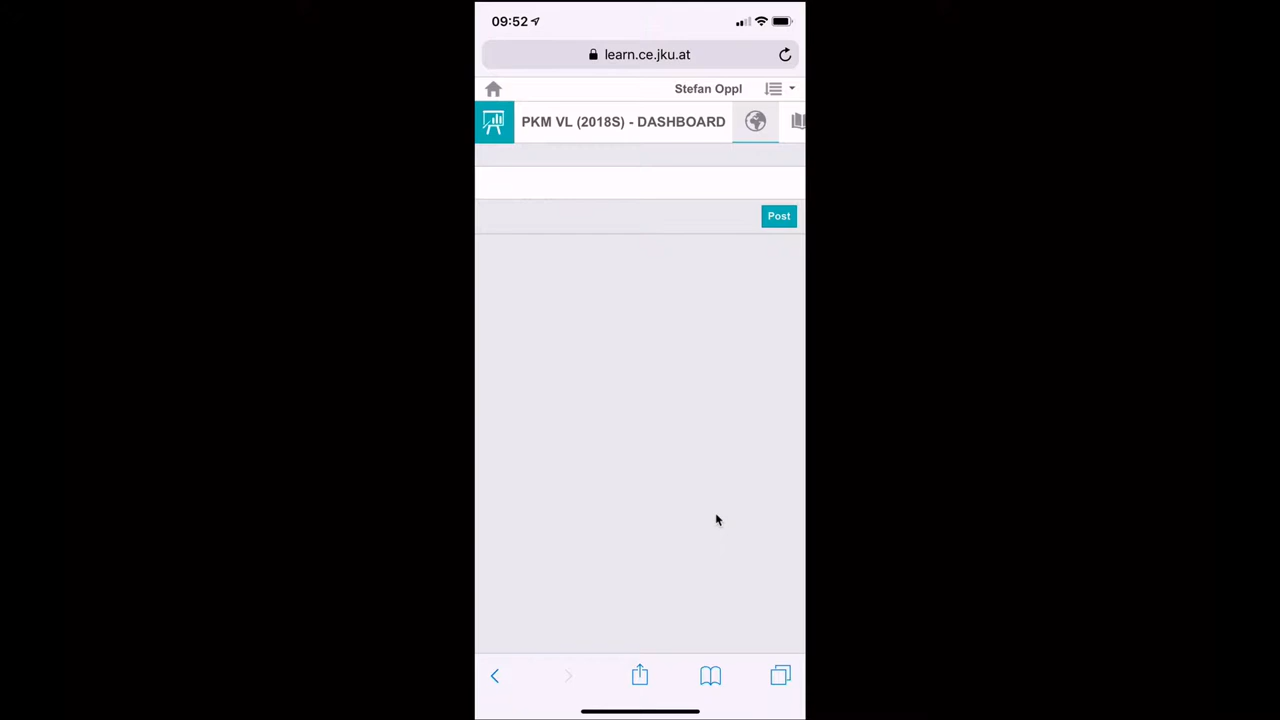 09:52
learn.ce.jku.at
Stefan Oppl
PKM VL (2018S) - DASHBOARD
Post